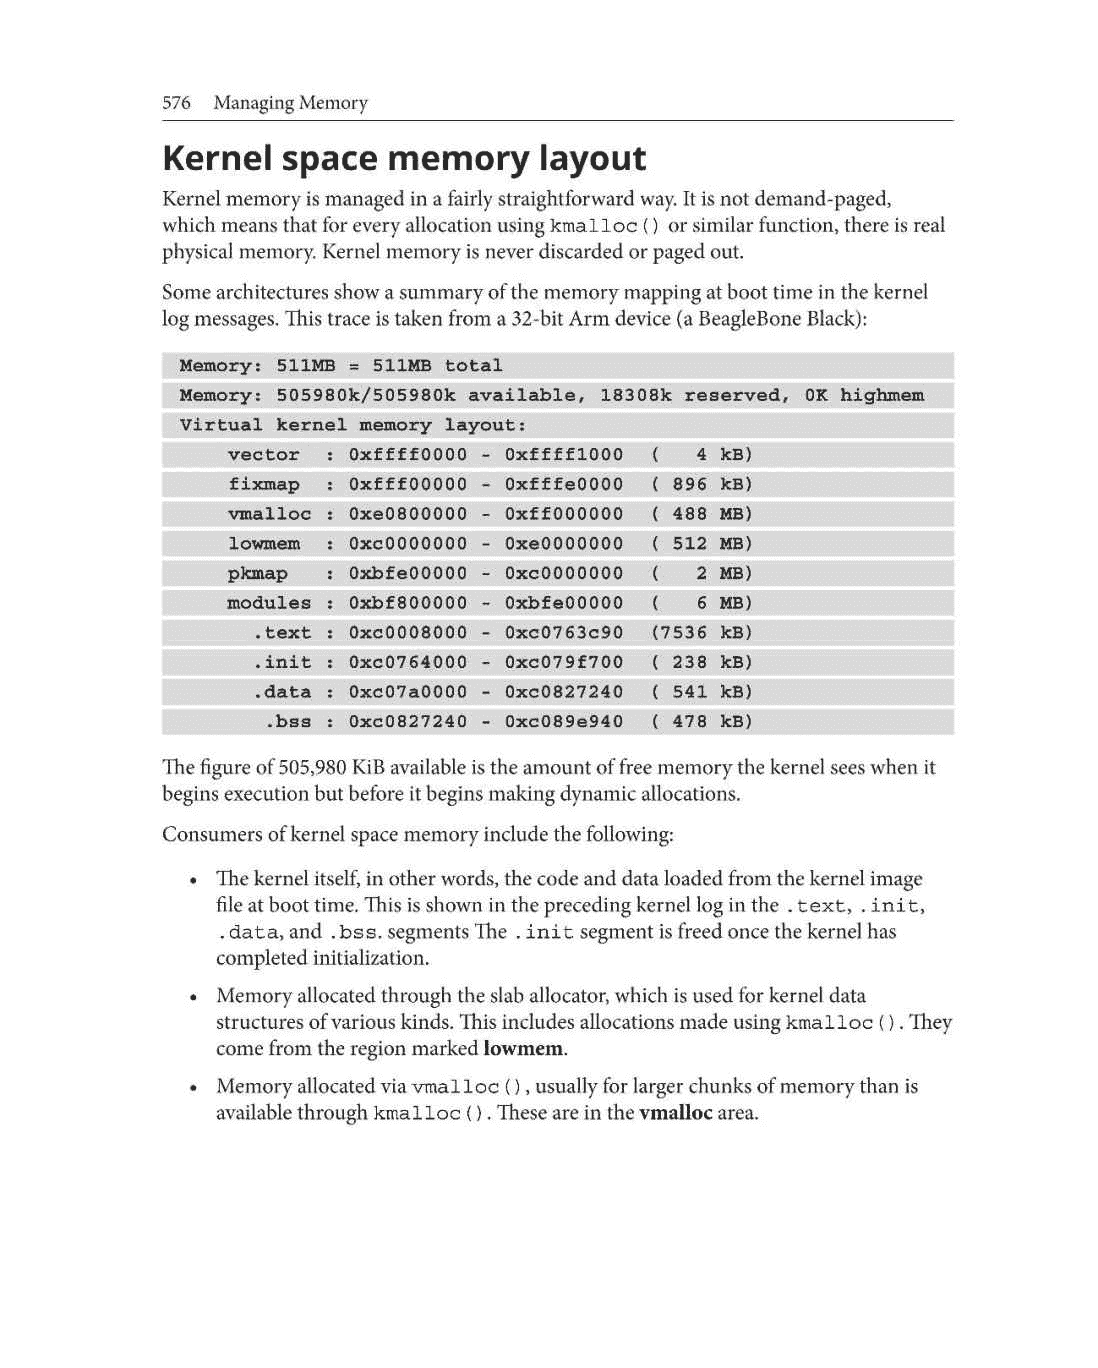 576 Managing Memory
Kernel space memory layout
Kernel memory is managed in a fairly straightforward way. It is not demand-paged,
which means that for every allocation using kmalloc() or similar function, there is real
physical memory. Kernel memory is never discarded or paged out.
Some architectures show a summary of the memory mapping at boot time in the kernel
log messages. This trace is taken from a 32-bit Arm device (a BeagleBone Black):
Memory: 511MB = 511MB total
Memory: 505980k/505980k available, 18308k reserved, 0K highmem
Virtual kernel memory layout:
vector : 0xffff0000 - 0xffff1000 ( 4 kB)
fixmap : 0xfff00000 - 0xfffe0000 ( 896 kB)
vmalloc : 0xe0800000 - 0xff000000 ( 488 MB)
lowmem : 0xc0000000 - 0xe0000000 ( 512 MB)
pkmap : 0xbfe00000 - 0xc0000000 ( 2 MB)
modules : 0xbf800000 - 0xbfe00000 ( 6 MB)
.text : 0xc0008000 - 0xc0763c90 (7536 kB)
.init : 0xc0764000 - 0xc079f700 ( 238 kB)
.data : 0xc07a0000 - 0xc0827240 ( 541 kB)
.bss : 0xc0827240 - 0xc089e940 ( 478 kB)
The figure of 505,980 KiB available is the amount of free memory the kernel sees when it
begins execution but before it begins making dynamic allocations.
Consumers of kernel space memory include the following:
• The kernel itself, in other words, the code and data loaded from the kernel image
file at boot time. This is shown in the preceding kernel log in the .text, .init,
.data, and .bss. segments The .init segment is freed once the kernel has
completed initialization.
• Memory allocated through the slab allocator, which is used for kernel data
structures of various kinds. This includes allocations made using kmalloc(). They
come from the region marked lowmem.
• Memory allocated via vmalloc(), usually for larger chunks of memory than is
available through kmalloc(). These are in the vmalloc area.